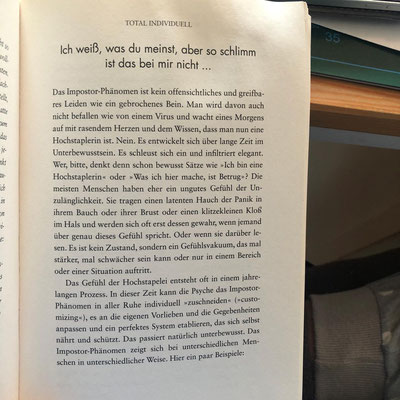 TOTAL INDIVIDUELL
Ich weiß, was du meinst, aber so schlimm
ist das bei mir nicht ...
Das Impostor-Phänomen ist kein offensichtliches und greifba-
res Leiden wie ein gebrochenes Bein. Man wird davon auch
nicht befallen wie von einem Virus und wacht eines Morgens
auf mit rasendem Herzen und dem Wissen, dass man nun eine
Hochstaplerin ist. Nein. Es entwickelt sich über lange Zeit im
Unterbewusstsein. Es schleust sich ein und infiltriert elegant.
Wer, bitte, denkt denn schon bewusst Sätze wie »Ich bin eine
Hochstaplerin« oder »Was ich hier mache, ist Betrug«? Die
meisten Menschen haben eher ein ungutes Gefühl der Un-
zulänglichkeit. Sie tragen einen latenten Hauch der Panik in
ihrem Bauch oder ihrer Brust oder einen klitzekleinen Kloß
im Hals und werden sich oft erst dessen gewahr, wenn jemand
über genau dieses Gefühl spricht. Oder wenn sie darüber le-
sen. Es ist kein Zustand, sondern ein Gefühlsvakuum, das mal
stärker, mal schwächer sein kann oder nur in einem Bereich
oder einer Situation auftritt.
Das Gefühl der Hochstapelei entsteht oft in einem jahre-
langen Prozess. In dieser Zeit kann die Psyche das Impostor-
Phänomen in aller Ruhe individuell »zuschneiden« (=custo-
mizing«), es an die eigenen Vorlieben und die Gegebenheiten
anpassen und ein perfektes System etablieren, das sich selbst
nährt und schützt. Das passiert natürlich unterbewusst. Das
Impostor-Phänomen zeigt sich bei unterschiedlichen Men-
schen in unterschiedlicher Weise. Hier ein paar Beispiele:
35